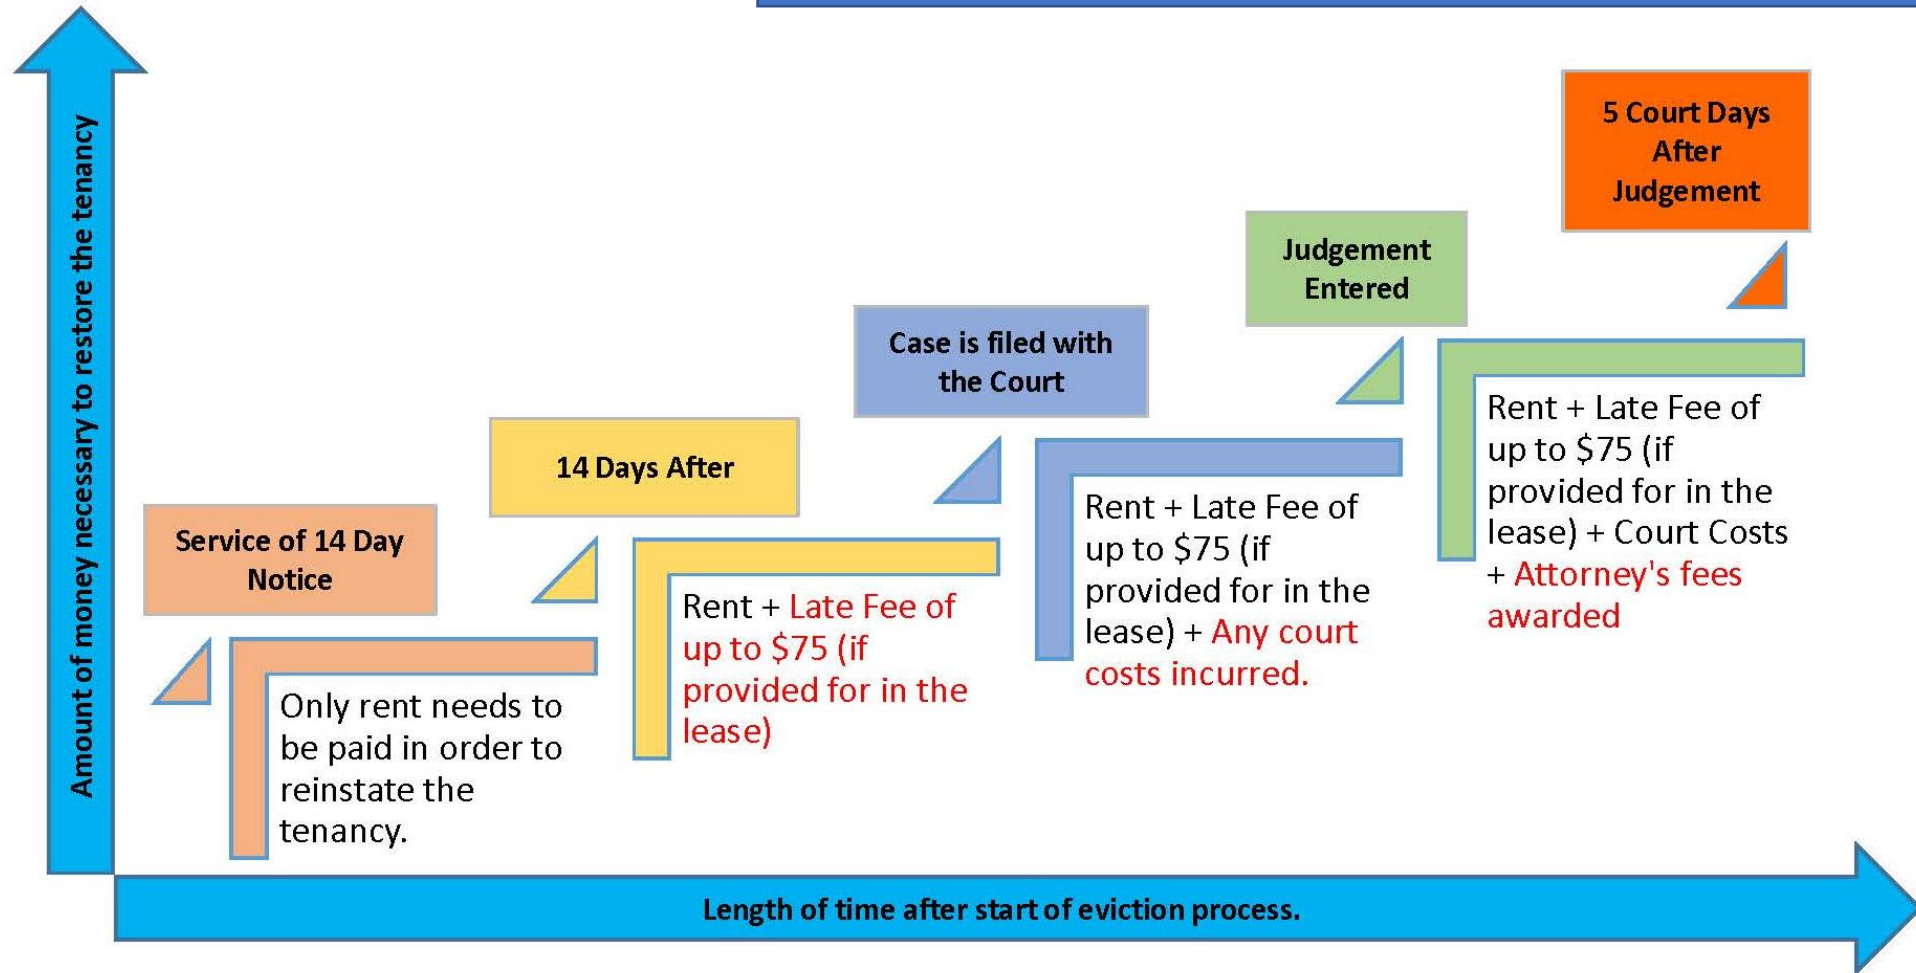 Amount of money necessary to restore the tenancy
Service of 14 Day
Notice
Only rent needs to
be paid in order to
reinstate the
tenancy.
14 Days After
Rent + Late Fee of
up to $75 (if
provided for in the
lease)
Case is filed with
the Court
Rent + Late Fee of
up to $75 (if
provided for in the
lease) + Any court
costs incurred.
Judgement
Entered
Rent + Late Fee of
up to $75 (if
provided for in the
lease) + Court Costs
+ Attorney's fees
awarded
5 Court Days
After
Judgement
Length of time after start of eviction process.